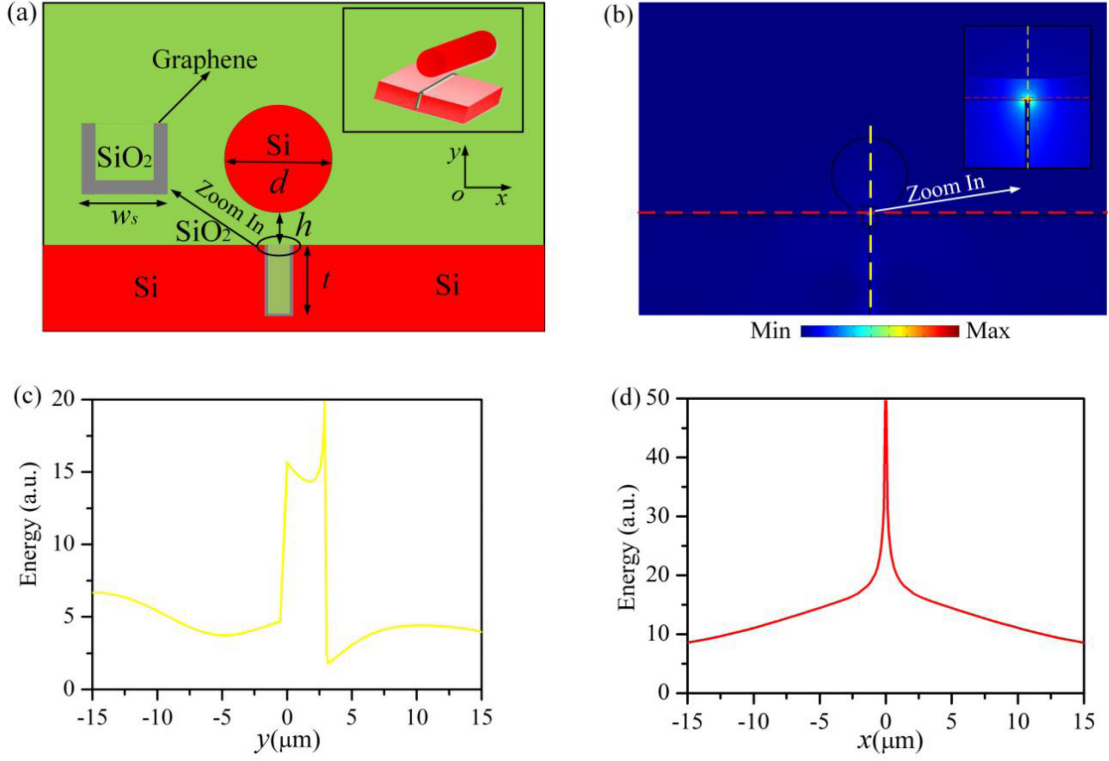 (a)
Graphene
SiO₂
wₛ
Si
d
Zoom In
SiO₂
h
t
Si
Si
y
o
x
(b)
Zoom In
Min
Max
(c)
20
15
10
5
0
Energy (a.u.)
-15 -10 -5 0 5 10 15
y(μm)
(d)
50
40
30
20
10
0
Energy (a.u.)
-15 -10 -5 0 5 10 15
x(μm)